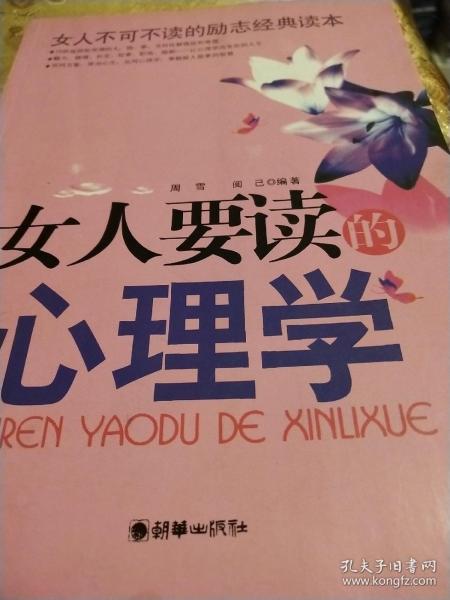 女人不可不读的励志经典读本
周雪 阅己◎编著
女人要读的
心理学
REN YAODU DE XINLIXUE
朝華出版社
孔夫子旧书网
www.kongfz.com